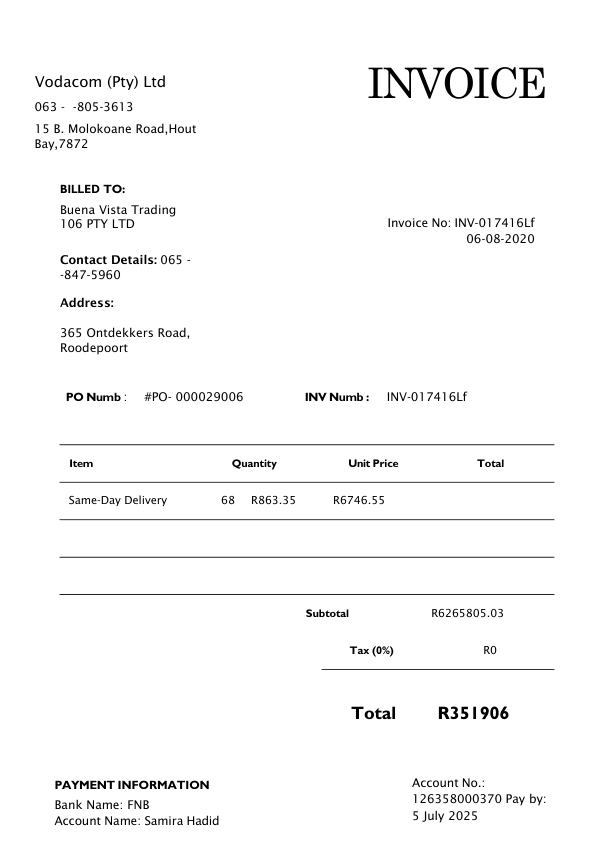 Vodacom (Pty) Ltd
INVOICE
063 -  -805-3613
15 B. Molokoane Road,Hout
Bay,7872
BILLED TO:
Buena Vista Trading
106 PTY LTD
Invoice No: INV-017416Lf
06-08-2020
Contact Details: 065 -
-847-5960
Address:
365 Ontdekkers Road,
Roodepoort
PO Numb : #PO- 000029006 INV Numb : INV-017416Lf
Item Quantity Unit Price Total
Same-Day Delivery 68 R863.35 R6746.55
Subtotal R6265805.03
Tax (0%) R0
Total R351906
PAYMENT INFORMATION
Bank Name: FNB
Account Name: Samira Hadid
Account No.:
126358000370 Pay by:
5 July 2025